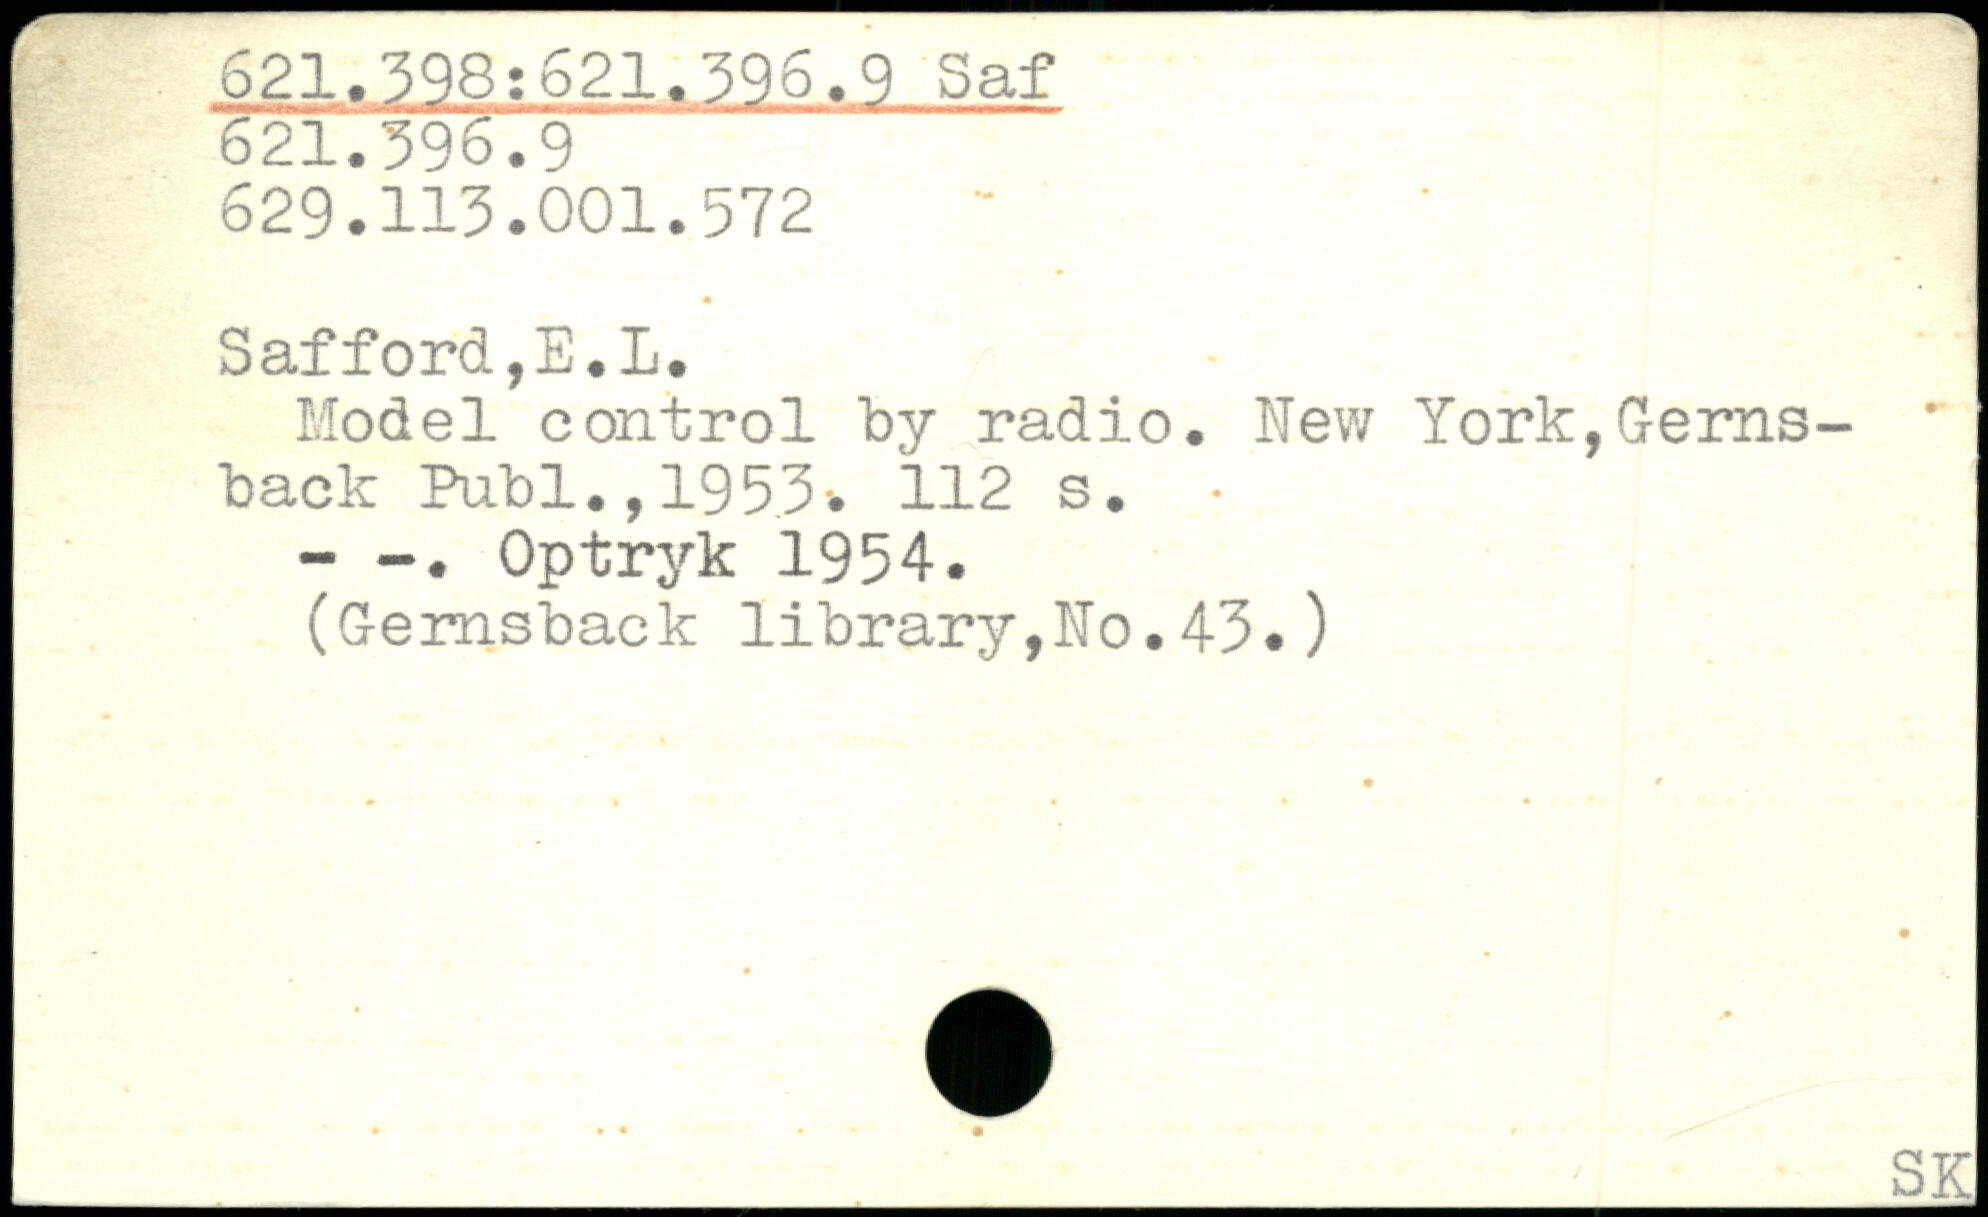 621.398:621.396.9 Saf
621.396.9
629.113.001.572
Safford,E.L.
Model control by radio. New York,Gerns-
back Publ.,1953. 112 s.
- -. Optryk 1954.
(Gernsback library,No.43.)
SK